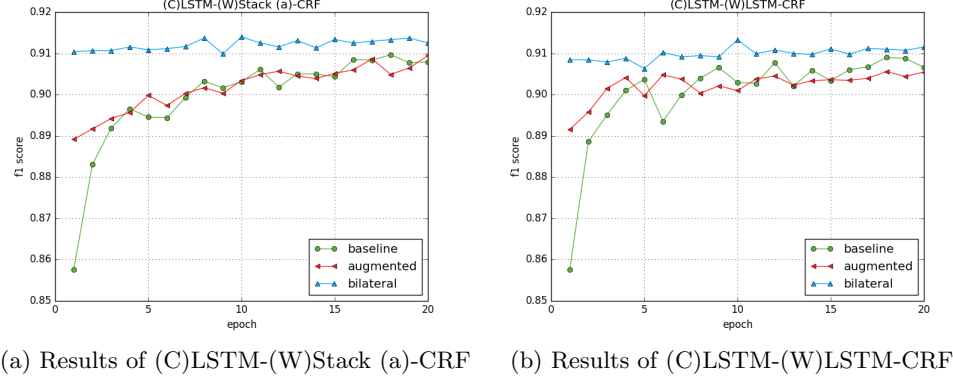 (C)LSTM-(W)Stack (a)-CRF
0.92
0.91
0.90
0.89
0.88
0.87
0.86
0.85
f1 score
0
5
10
15
20
epoch
baseline
augmented
bilateral
(a) Results of (C)LSTM-(W)Stack (a)-CRF
(C)LSTM-(W)LSTM-CRF
0.92
0.91
0.90
0.89
0.88
0.87
0.86
0.85
f1 score
0
5
10
15
20
epoch
baseline
augmented
bilateral
(b) Results of (C)LSTM-(W)LSTM-CRF